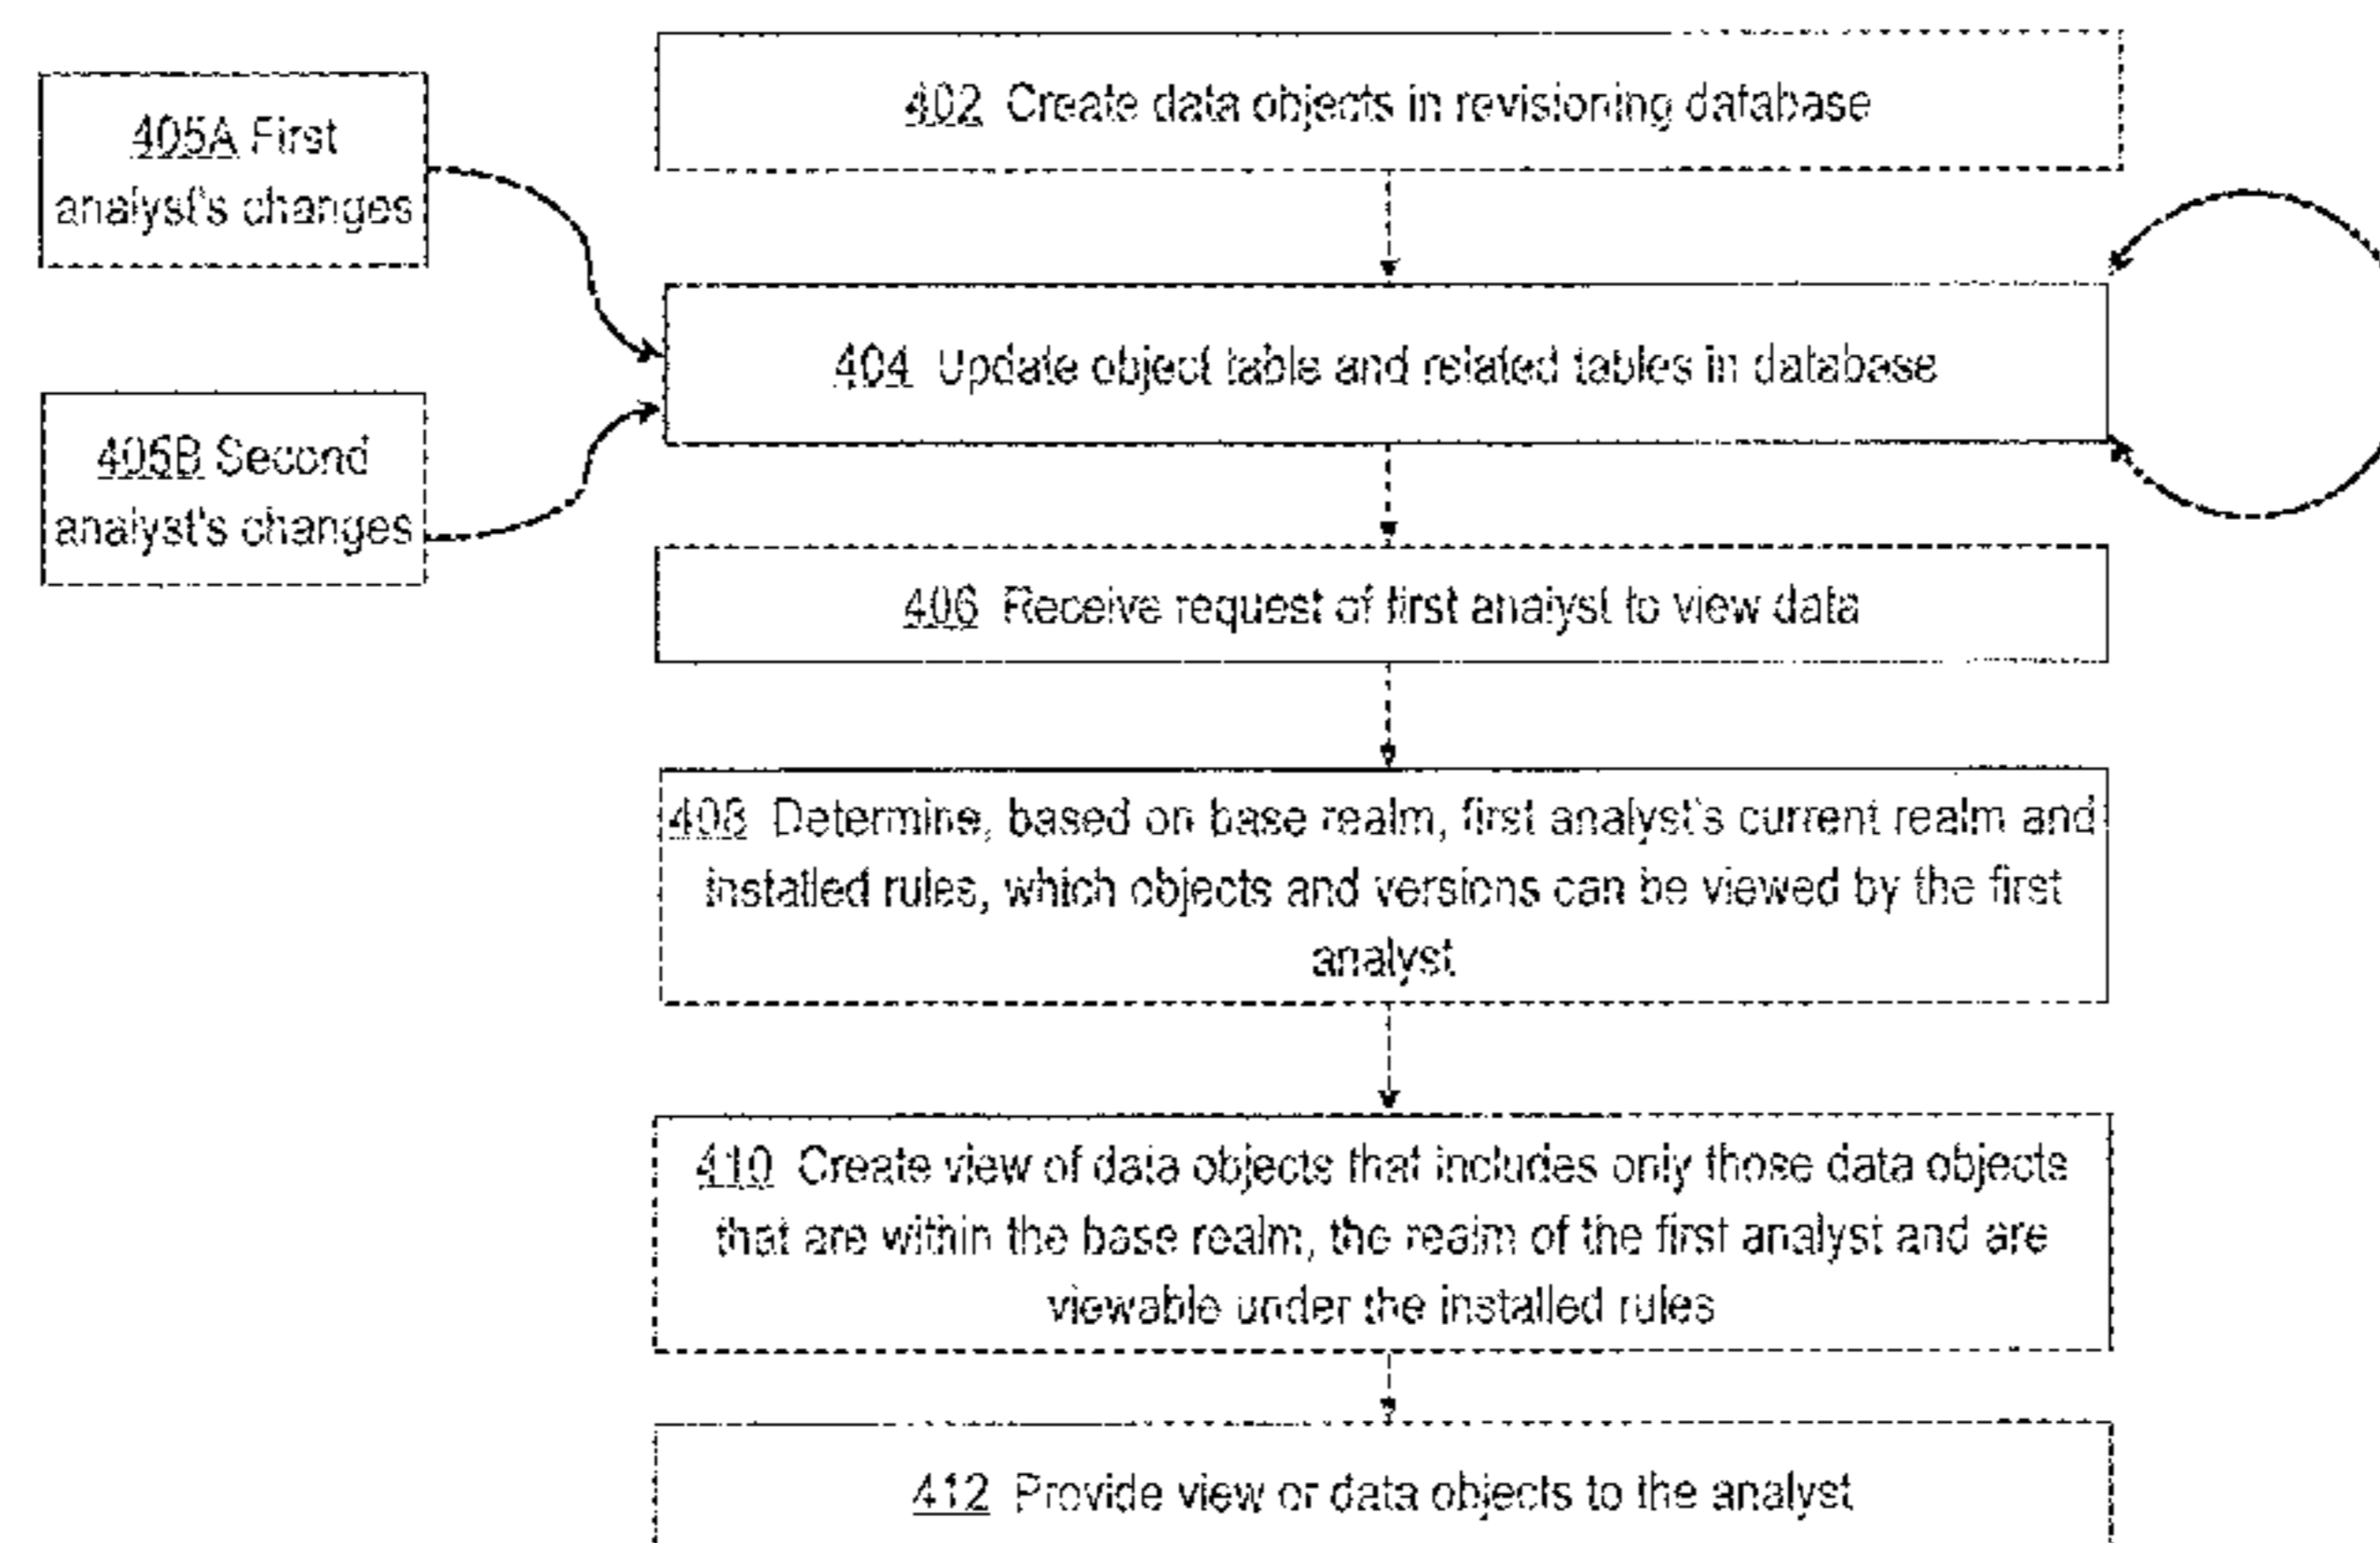 402 Create data objects in revisioning database
405A First
analyst's changes
404 Update object table and related tables in database
405B Second
analyst's changes
406 Receive request of first analyst to view data
408 Determine, based on base realm, first analyst's current realm and
installed rules, which objects and versions can be viewed by the first
analyst
410 Create view of data objects that includes only those data objects
that are within the base realm, the realm of the first analyst and are
viewable under the installed rules
412 Provide view or data objects to the analyst